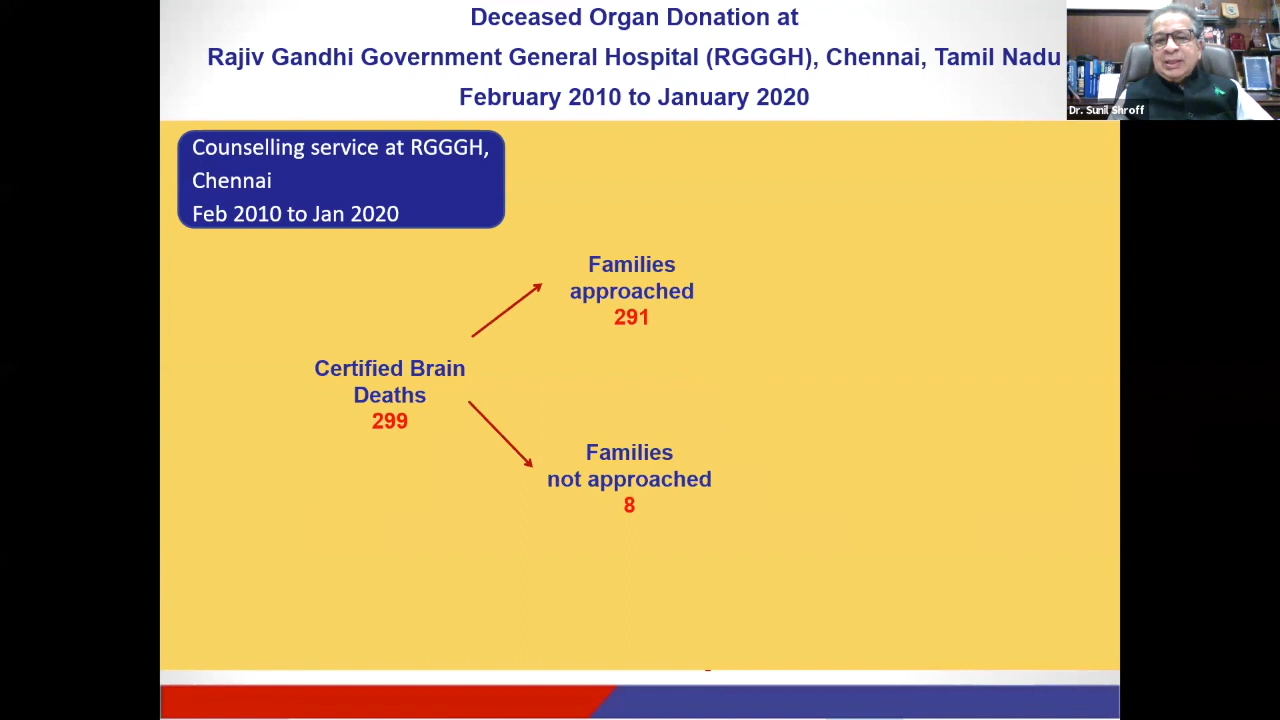 Deceased Organ Donation at
Rajiv Gandhi Government General Hospital (RGGGH), Chennai, Tamil Nadu
February 2010 to January 2020
Dr. Sunil Shroff
Counselling service at RGGGH,
Chennai
Feb 2010 to Jan 2020
Families
approached
291
Certified Brain
Deaths
299
Families
not approached
8